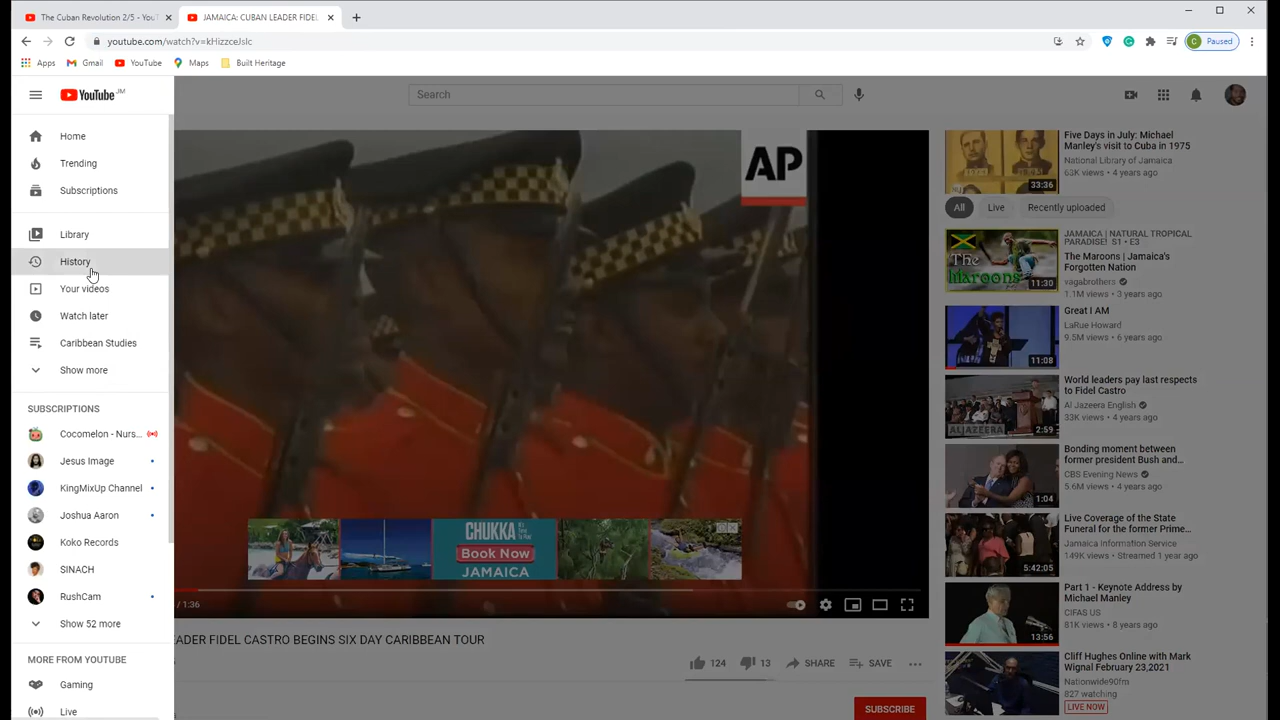 The Cuban Revolution 2/5 - YouT
JAMAICA: CUBAN LEADER FIDEL
youtube.com/watch?v=kHizzceJsIc
Paused
Apps
Gmail
YouTube
Maps
Built Heritage
YouTube JM
Search
Home
Trending
Subscriptions
Library
History
Your videos
Watch later
Caribbean Studies
Show more
SUBSCRIPTIONS
Cocomelon - Nurs...
Jesus Image
KingMixUp Channel
Joshua Aaron
Koko Records
SINACH
RushCam
Show 52 more
MORE FROM YOUTUBE
Gaming
Live
AP
CHUKKA
Book Now
JAMAICA
/ 1:36
EADER FIDEL CASTRO BEGINS SIX DAY CARIBBEAN TOUR
124
13
SHARE
SAVE
SUBSCRIBE
Five Days in July: Michael
Manley's visit to Cuba in 1975
National Library of Jamaica
63K views • 4 years ago
33:36
All
Live
Recently uploaded
The Maroons
11:30
JAMAICA | NATURAL TROPICAL
PARADISE! S1 • E3
The Maroons | Jamaica's
Forgotten Nation
vagabrothers
1.1M views • 3 years ago
Great I AM
LaRue Howard
9.5M views • 6 years ago
11:08
World leaders pay last respects
to Fidel Castro
Al Jazeera English
33K views • 4 years ago
ALJAZEERA
2:59
Bonding moment between
former president Bush and...
CBS Evening News
5.6M views • 4 years ago
1:04
Live Coverage of the State
Funeral for the former Prime...
Jamaica Information Service
149K views • Streamed 1 year ago
5:42:05
Part 1 - Keynote Address by
Michael Manley
CIFAS US
81K views • 8 years ago
13:56
Cliff Hughes Online with Mark
Wignal February 23,2021
Nationwide90fm
827 watching
LIVE NOW